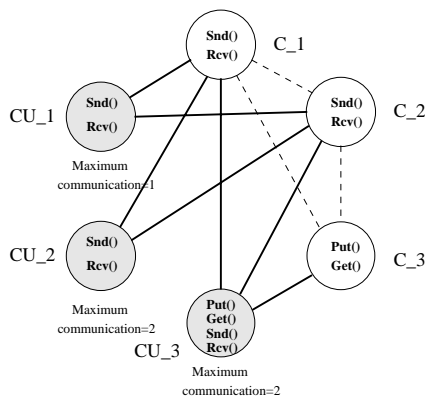 Snd()
Rcv()
C_1
Snd()
Rcv()
CU_1
Snd()
Rcv()
C_2
Maximum
communication=1
Snd()
Rcv()
CU_2
Put()
Get()
C_3
Maximum
communication=2
Put()
Get()
Snd()
Rcv()
CU_3
Maximum
communication=2